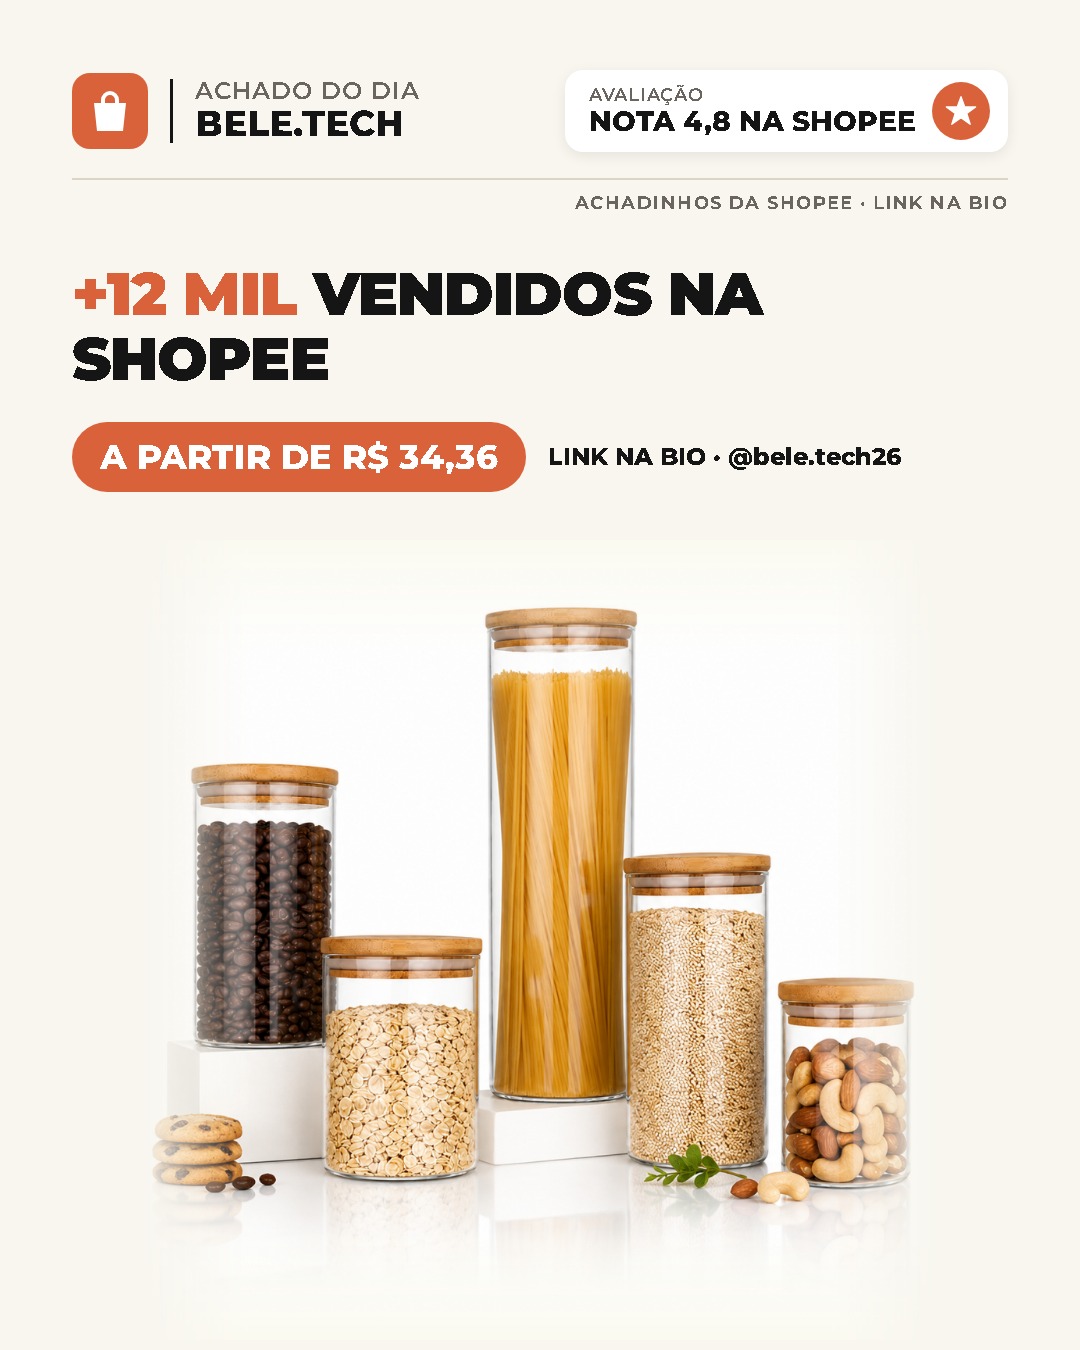 ACHADO DO DIA
BELE.TECH
AVALIAÇÃO
NOTA 4,8 NA SHOPEE
ACHADINHOS DA SHOPEE · LINK NA BIO
+12 MIL VENDIDOS NA
SHOPEE
A PARTIR DE R$ 34,36
LINK NA BIO · @bele.tech26